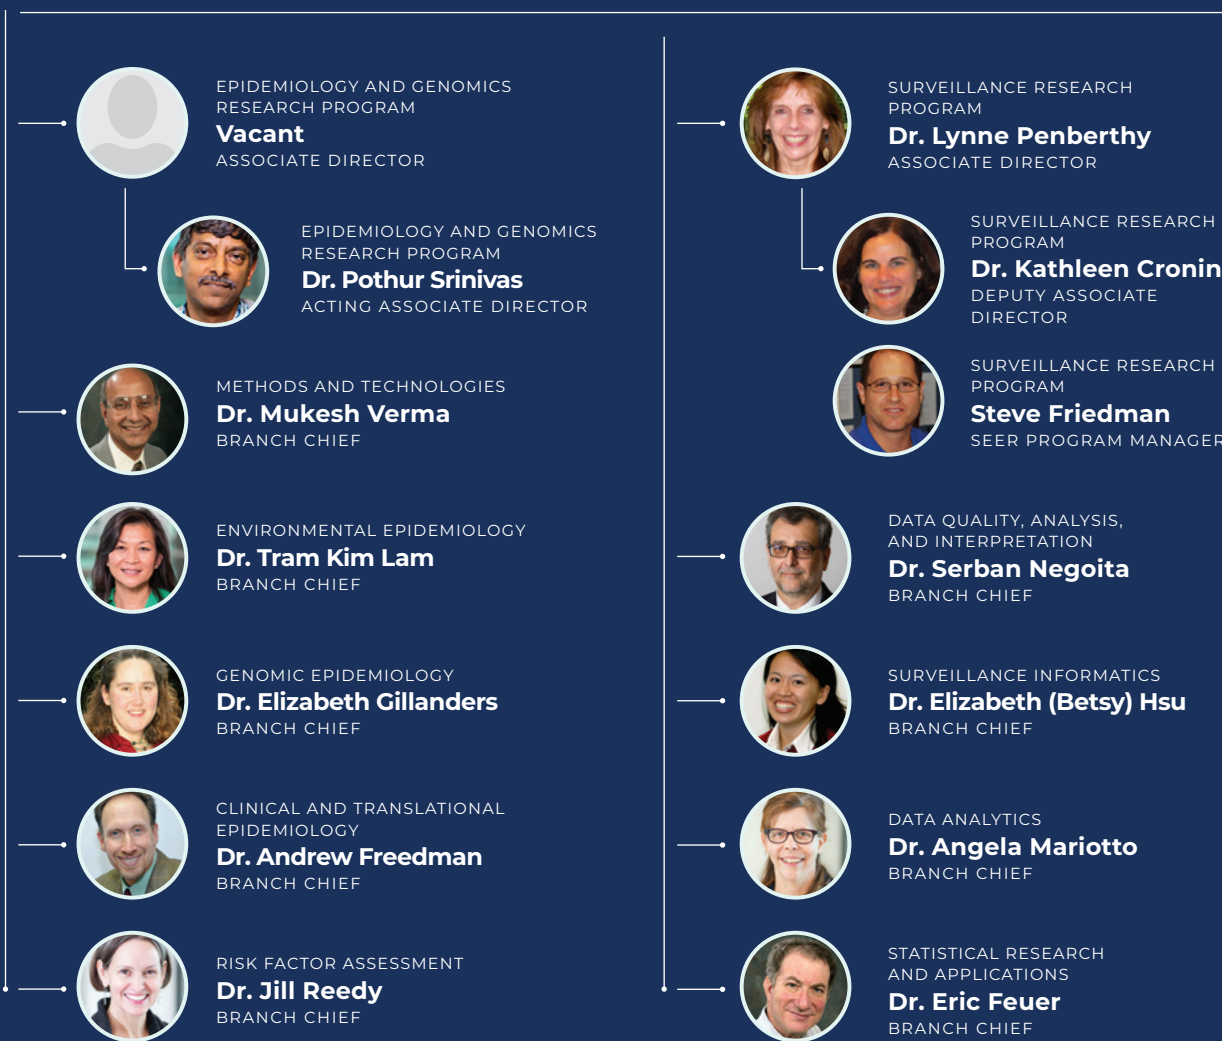 EPIDEMIOLOGY AND GENOMICS
RESEARCH PROGRAM
Vacant
ASSOCIATE DIRECTOR
EPIDEMIOLOGY AND GENOMICS
RESEARCH PROGRAM
Dr. Pothur Srinivas
ACTING ASSOCIATE DIRECTOR
METHODS AND TECHNOLOGIES
Dr. Mukesh Verma
BRANCH CHIEF
ENVIRONMENTAL EPIDEMIOLOGY
Dr. Tram Kim Lam
BRANCH CHIEF
GENOMIC EPIDEMIOLOGY
Dr. Elizabeth Gillanders
BRANCH CHIEF
CLINICAL AND TRANSLATIONAL
EPIDEMIOLOGY
Dr. Andrew Freedman
BRANCH CHIEF
RISK FACTOR ASSESSMENT
Dr. Jill Reedy
BRANCH CHIEF
SURVEILLANCE RESEARCH
PROGRAM
Dr. Lynne Penberthy
ASSOCIATE DIRECTOR
SURVEILLANCE RESEARCH
PROGRAM
Dr. Kathleen Cronin
DEPUTY ASSOCIATE
DIRECTOR
SURVEILLANCE RESEARCH
PROGRAM
Steve Friedman
SEER PROGRAM MANAGER
DATA QUALITY, ANALYSIS,
AND INTERPRETATION
Dr. Serban Negoita
BRANCH CHIEF
SURVEILLANCE INFORMATICS
Dr. Elizabeth (Betsy) Hsu
BRANCH CHIEF
DATA ANALYTICS
Dr. Angela Mariotto
BRANCH CHIEF
STATISTICAL RESEARCH
AND APPLICATIONS
Dr. Eric Feuer
BRANCH CHIEF